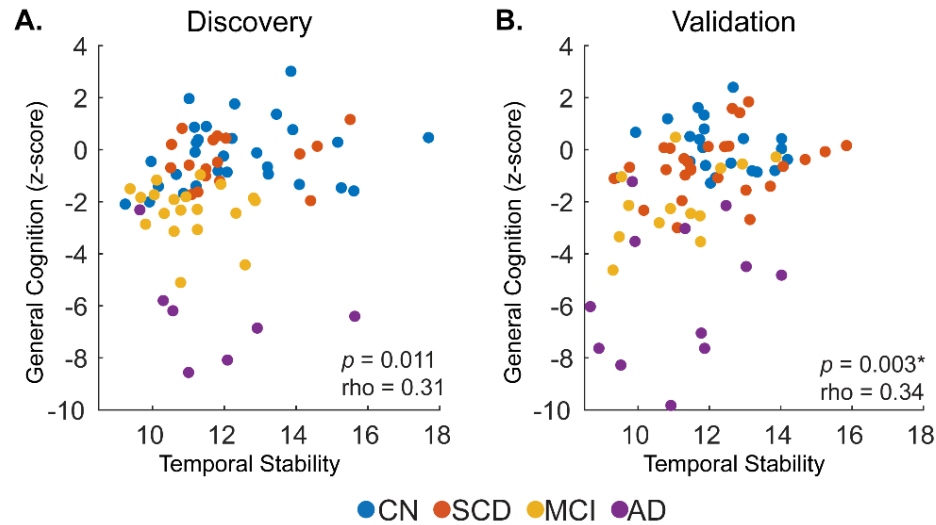 A.
Discovery
General Cognition (z-score)
4
2
0
-2
-4
-6
-8
-10
10
12
14
16
18
Temporal Stability
p = 0.011
rho = 0.31
B.
Validation
General Cognition (z-score)
4
2
0
-2
-4
-6
-8
-10
10
12
14
16
18
Temporal Stability
p = 0.003*
rho = 0.34
CN SCD MCI AD